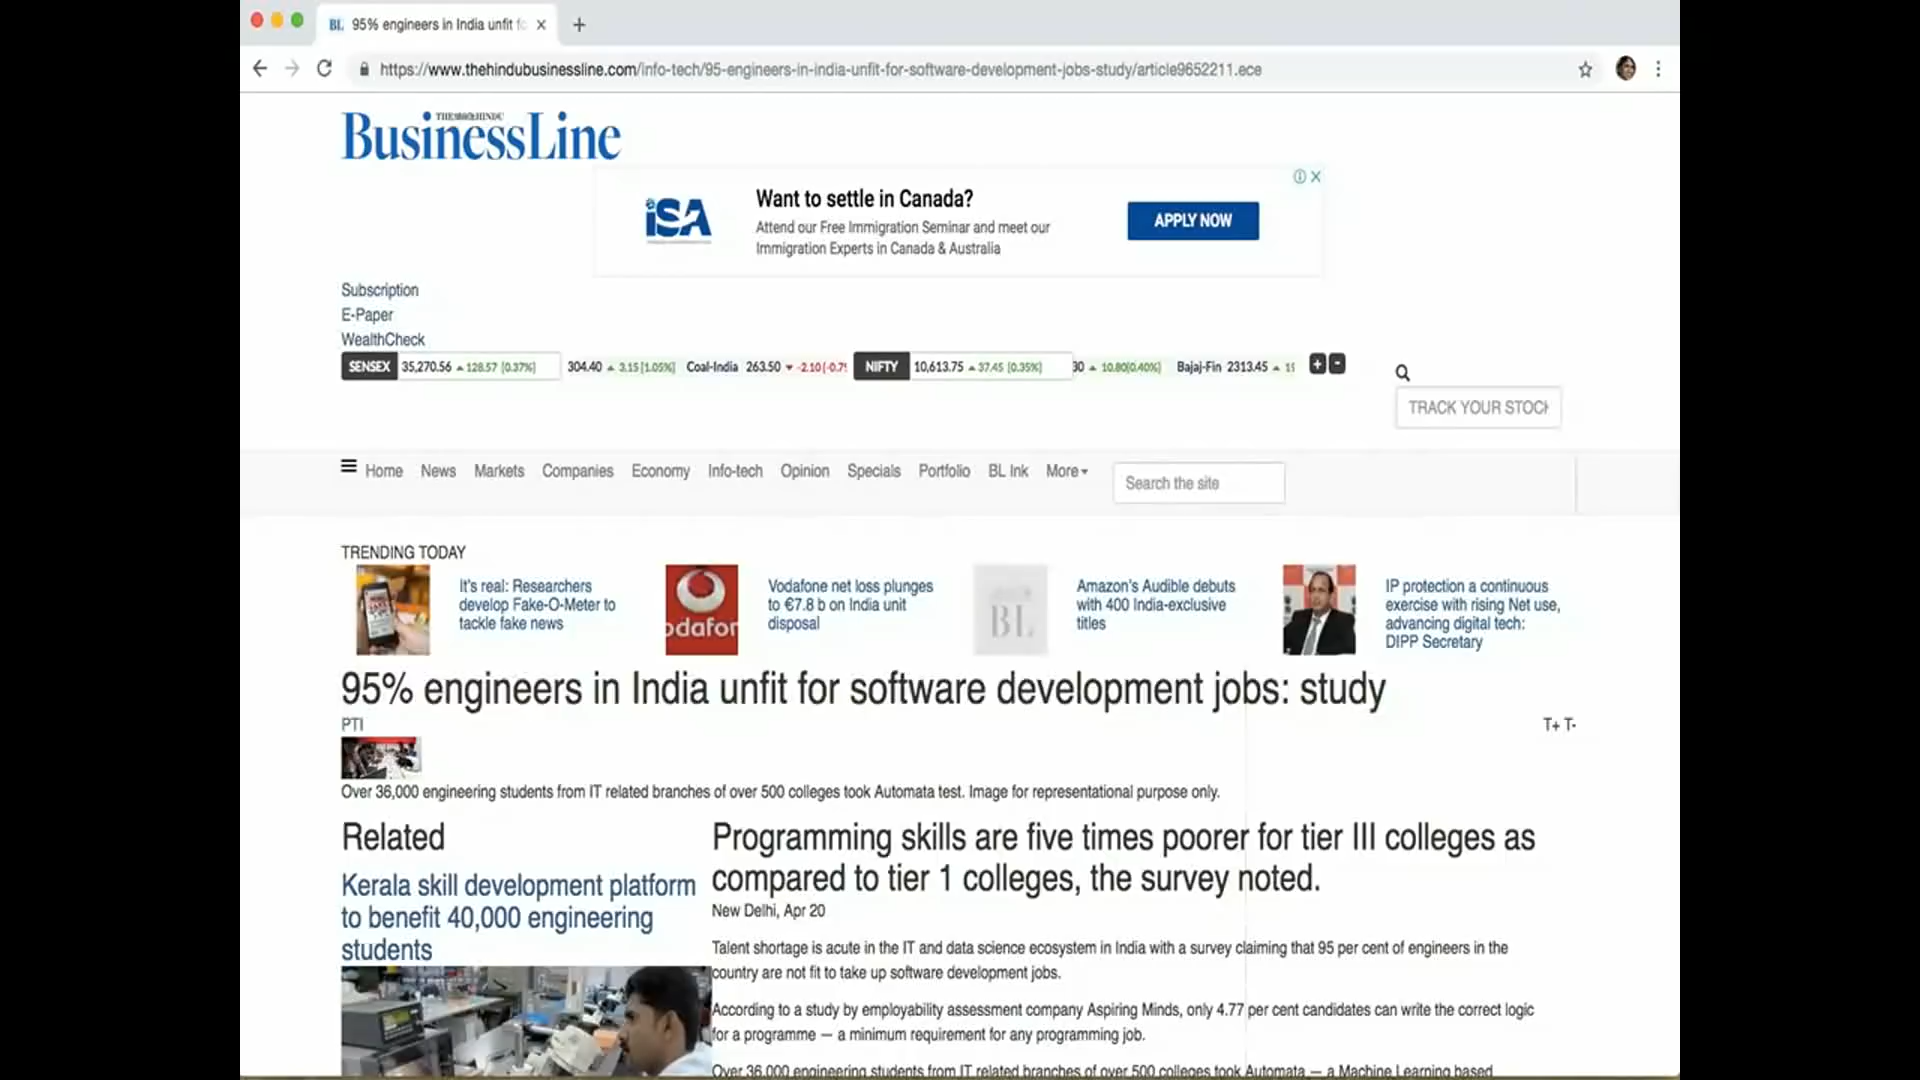 BL 95% engineers in India unfit fo
https://www.thehindubusinessline.com/info-tech/95-engineers-in-india-unfit-for-software-development-jobs-study/article9652211.ece
BusinessLine
iSA
Want to settle in Canada?
Attend our Free Immigration Seminar and meet our
Immigration Experts in Canada & Australia
APPLY NOW
Subscription
E-Paper
WealthCheck
SENSEX 35,270.56 ▲ 128.57 (0.37%) 304.40 ▲ 3.15[1.05%] Coal-India 263.50 ▼ -2.10 NIFTY 10,613.75 ▲ 37.45 (0.35%) 30 ▲ 10.80(0.40%) Bajaj-Fin 2313.45 ▲ + -
TRACK YOUR STOCK
Home News Markets Companies Economy Info-tech Opinion Specials Portfolio BL Ink More
Search the site
TRENDING TODAY
It's real: Researchers
develop Fake-O-Meter to
tackle fake news
odafon
Vodafone net loss plunges
to €7.8 b on India unit
disposal
BL
Amazon's Audible debuts
with 400 India-exclusive
titles
IP protection a continuous
exercise with rising Net use,
advancing digital tech:
DIPP Secretary
95% engineers in India unfit for software development jobs: study
PTI
T+ T-
Over 36,000 engineering students from IT related branches of over 500 colleges took Automata test. Image for representational purpose only.
Related
Kerala skill development platform
to benefit 40,000 engineering
students
Programming skills are five times poorer for tier III colleges as
compared to tier 1 colleges, the survey noted.
New Delhi, Apr 20
Talent shortage is acute in the IT and data science ecosystem in India with a survey claiming that 95 per cent of engineers in the
country are not fit to take up software development jobs.
According to a study by employability assessment company Aspiring Minds, only 4.77 per cent candidates can write the correct logic
for a programme — a minimum requirement for any programming job.
Over 36,000 engineering students from IT related branches of over 500 colleges took Automata — a Machine Learning based